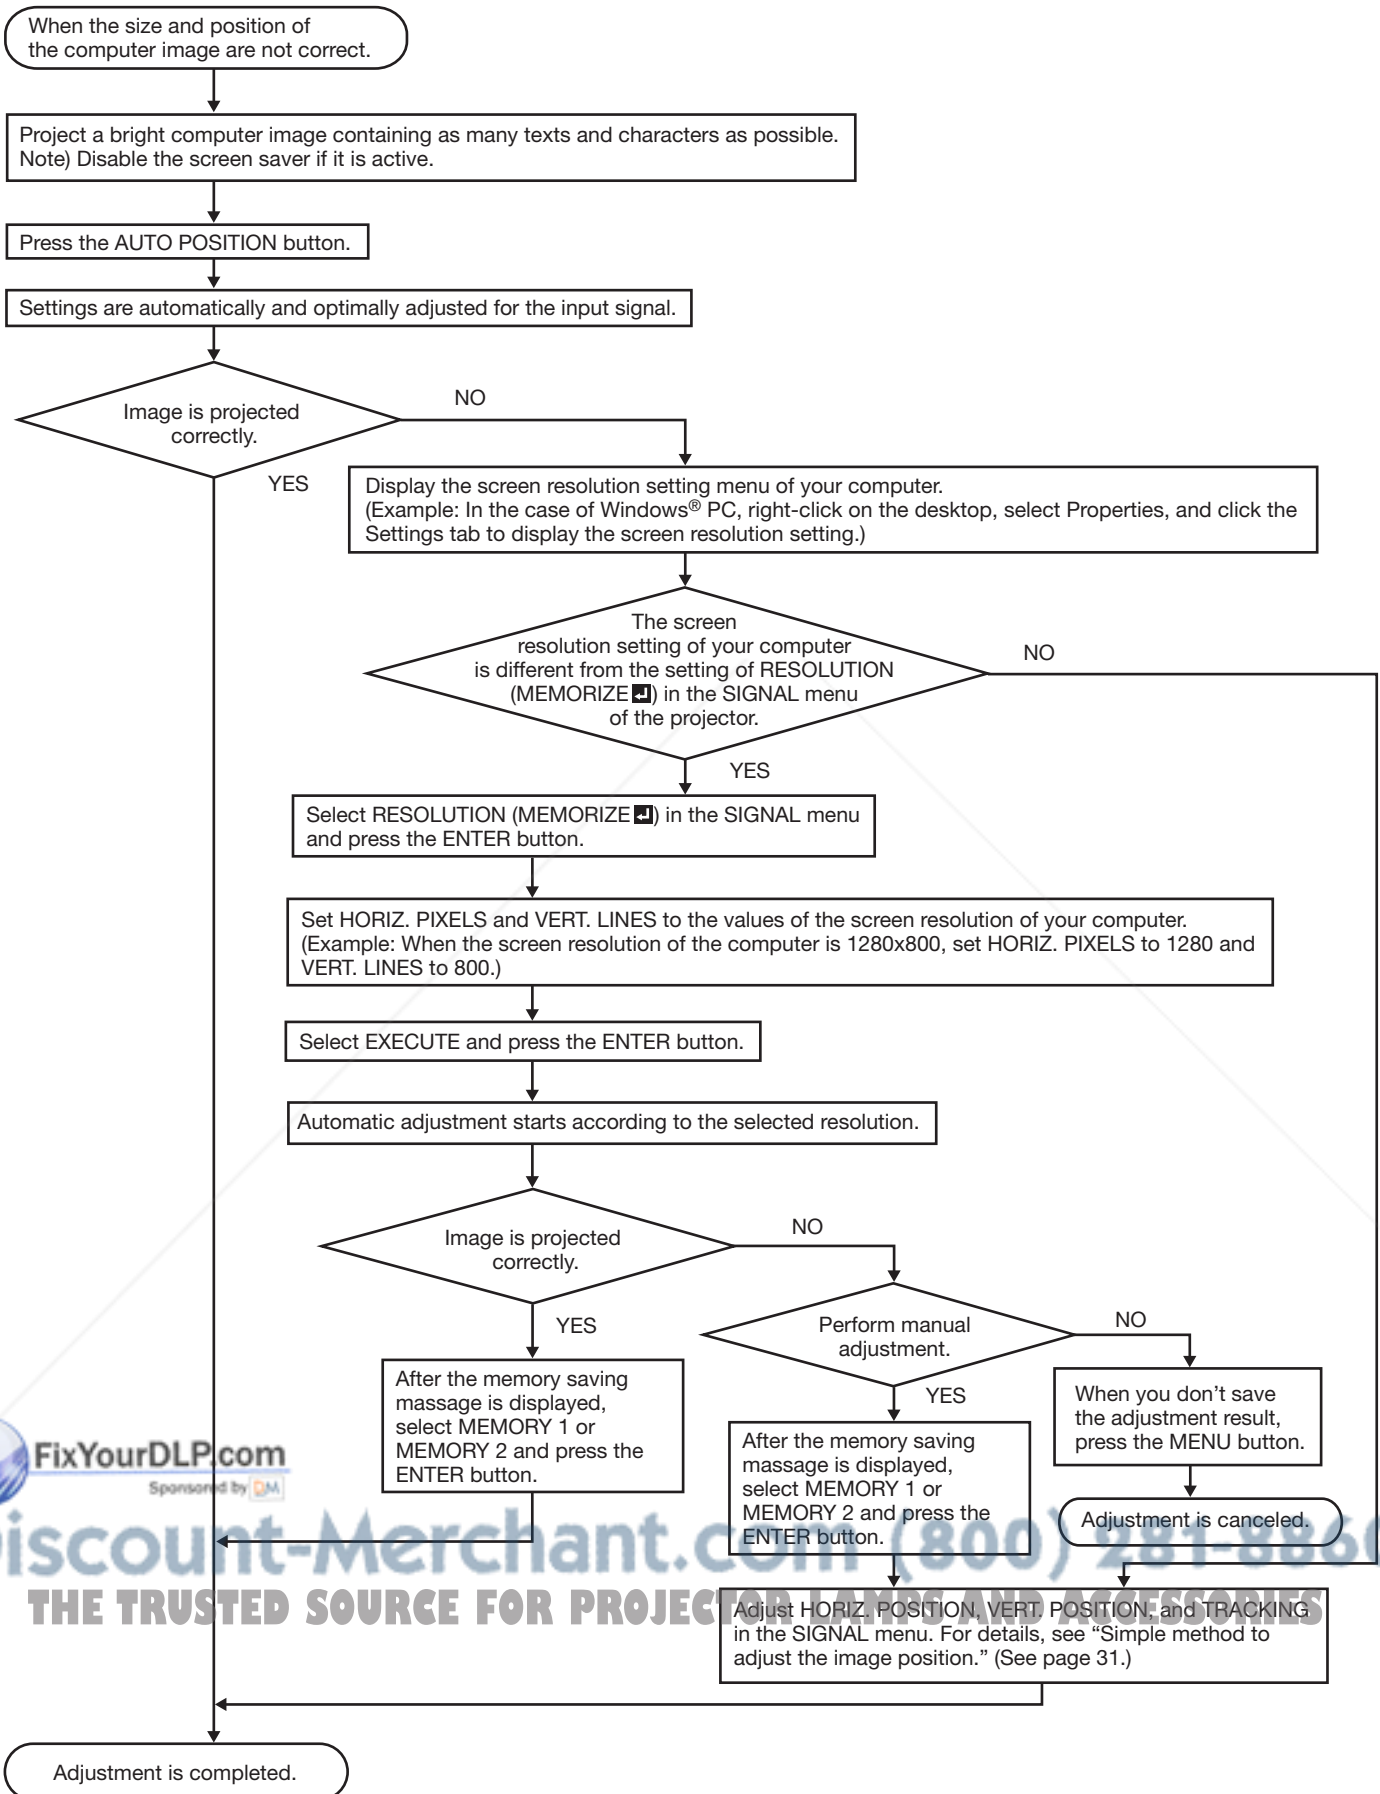 When the size and position of
the computer image are not correct.
Project a bright computer image containing as many texts and characters as possible.
Note) Disable the screen saver if it is active.
Press the AUTO POSITION button.
Settings are automatically and optimally adjusted for the input signal.
Image is projected
correctly.
NO
YES
Display the screen resolution setting menu of your computer.
(Example: In the case of Windows® PC, right-click on the desktop, select Properties, and click the
Settings tab to display the screen resolution setting.)
The screen
resolution setting of your computer
is different from the setting of RESOLUTION
(MEMORIZE ↵) in the SIGNAL menu
of the projector.
NO
YES
Select RESOLUTION (MEMORIZE ↵) in the SIGNAL menu
and press the ENTER button.
Set HORIZ. PIXELS and VERT. LINES to the values of the screen resolution of your computer.
(Example: When the screen resolution of the computer is 1280x800, set HORIZ. PIXELS to 1280 and
VERT. LINES to 800.)
Select EXECUTE and press the ENTER button.
Automatic adjustment starts according to the selected resolution.
Image is projected
correctly.
NO
YES
Perform manual
adjustment.
NO
YES
After the memory saving
massage is displayed,
select MEMORY 1 or
MEMORY 2 and press the
ENTER button.
After the memory saving
massage is displayed,
select MEMORY 1 or
MEMORY 2 and press the
ENTER button.
When you don't save
the adjustment result,
press the MENU button.
Adjustment is canceled.
FixYourDLP.com
Sponsored by DM
iscount-Merchant.com (800) 281-886
THE TRUSTED SOURCE FOR PROJECTOR LAMPS AND ACCESSORIES
Adjust HORIZ. POSITION, VERT. POSITION, and TRACKING
in the SIGNAL menu. For details, see “Simple method to
adjust the image position.” (See page 31.)
Adjustment is completed.